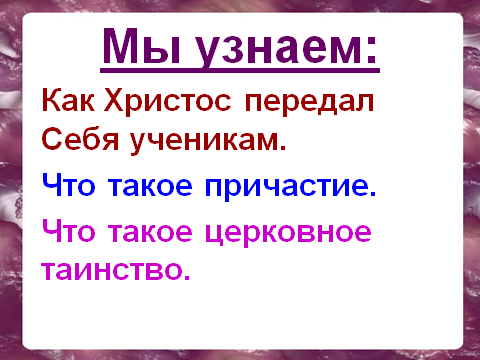 Мы узнаем:
Как Христос передал
Себя ученикам.
Что такое причастие.
Что такое церковное
таинство.